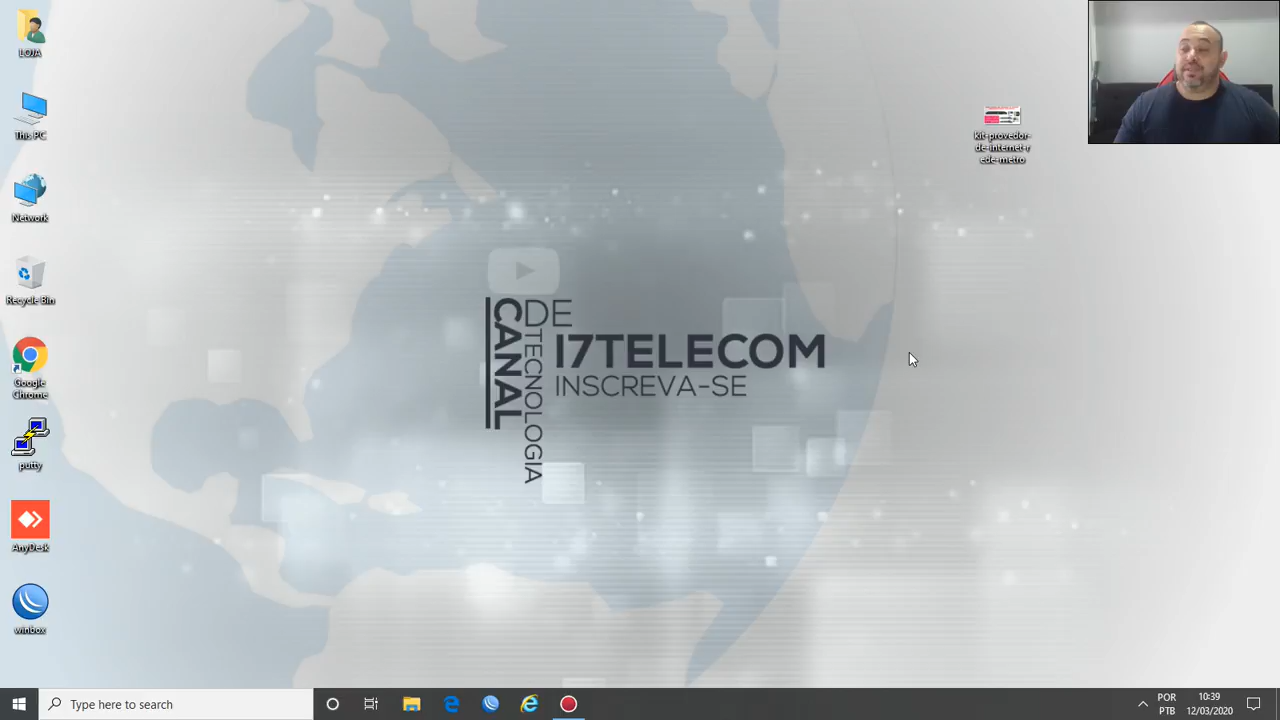 LOJA
This PC
Network
Recycle Bin
Google
Chrome
putty
AnyDesk
winbox
CANAL
DE
TECNOLOGIA
I7TELECOM
INSCREVA-SE
kit-provedor-
de-internet-r
ede-metro
Type here to search
POR
PTB
10:39
12/03/2020